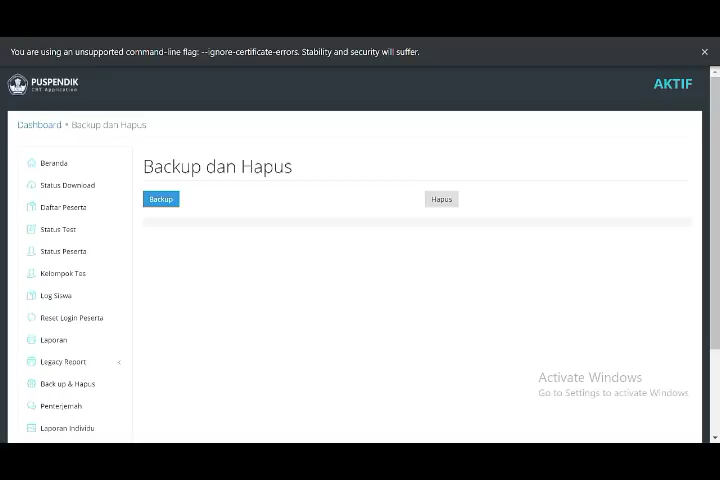 You are using an unsupported command-line flag: --ignore-certificate-errors. Stability and security will suffer.
PUSPENDIK
CBT Application
AKTIF
Dashboard • Backup dan Hapus
Beranda
Status Download
Daftar Peserta
Status Test
Status Peserta
Kelompok Tes
Log Siswa
Reset Login Peserta
Laporan
Legacy Report
Back up & Hapus
Penterjemah
Laporan Individu
Backup dan Hapus
Backup
Hapus
Activate Windows
Go to Settings to activate Windows